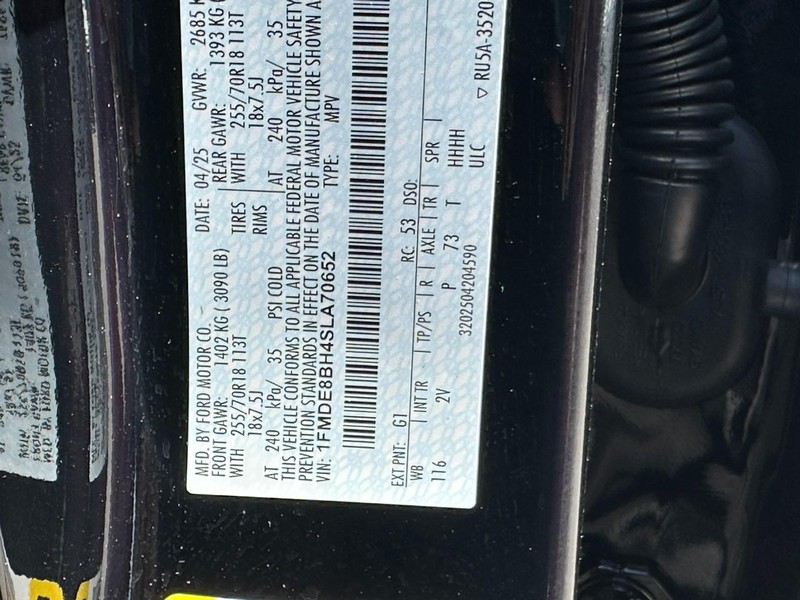 MFD. BY FORD MOTOR CO. DATE: 04/25 GVWR: 2685 K
FRONT GAWR: 1402 KG ( 3090 LB) REAR GAWR: 1393 KG (
WITH 255/70R18 113T TIRES WITH 255/70R18 113T
18x7.5J RIMS 18x7.5J
AT 240 kPa/ 35 PSI COLD AT 240 kPa/ 35
THIS VEHICLE CONFORMS TO ALL APPLICABLE FEDERAL MOTOR VEHICLE SAFETY
PREVENTION STANDARDS IN EFFECT ON THE DATE OF MANUFACTURE SHOWN A
VIN: 1FMDE8BH4SLA70652 TYPE: MPV
EXT PNT: G1 RC: 53 DSO:
WB INT TR TP/PS R AXLE TR SPR
116 2V P 73 T HHHH
ULC
3202504204590
▽ RU5A-3520